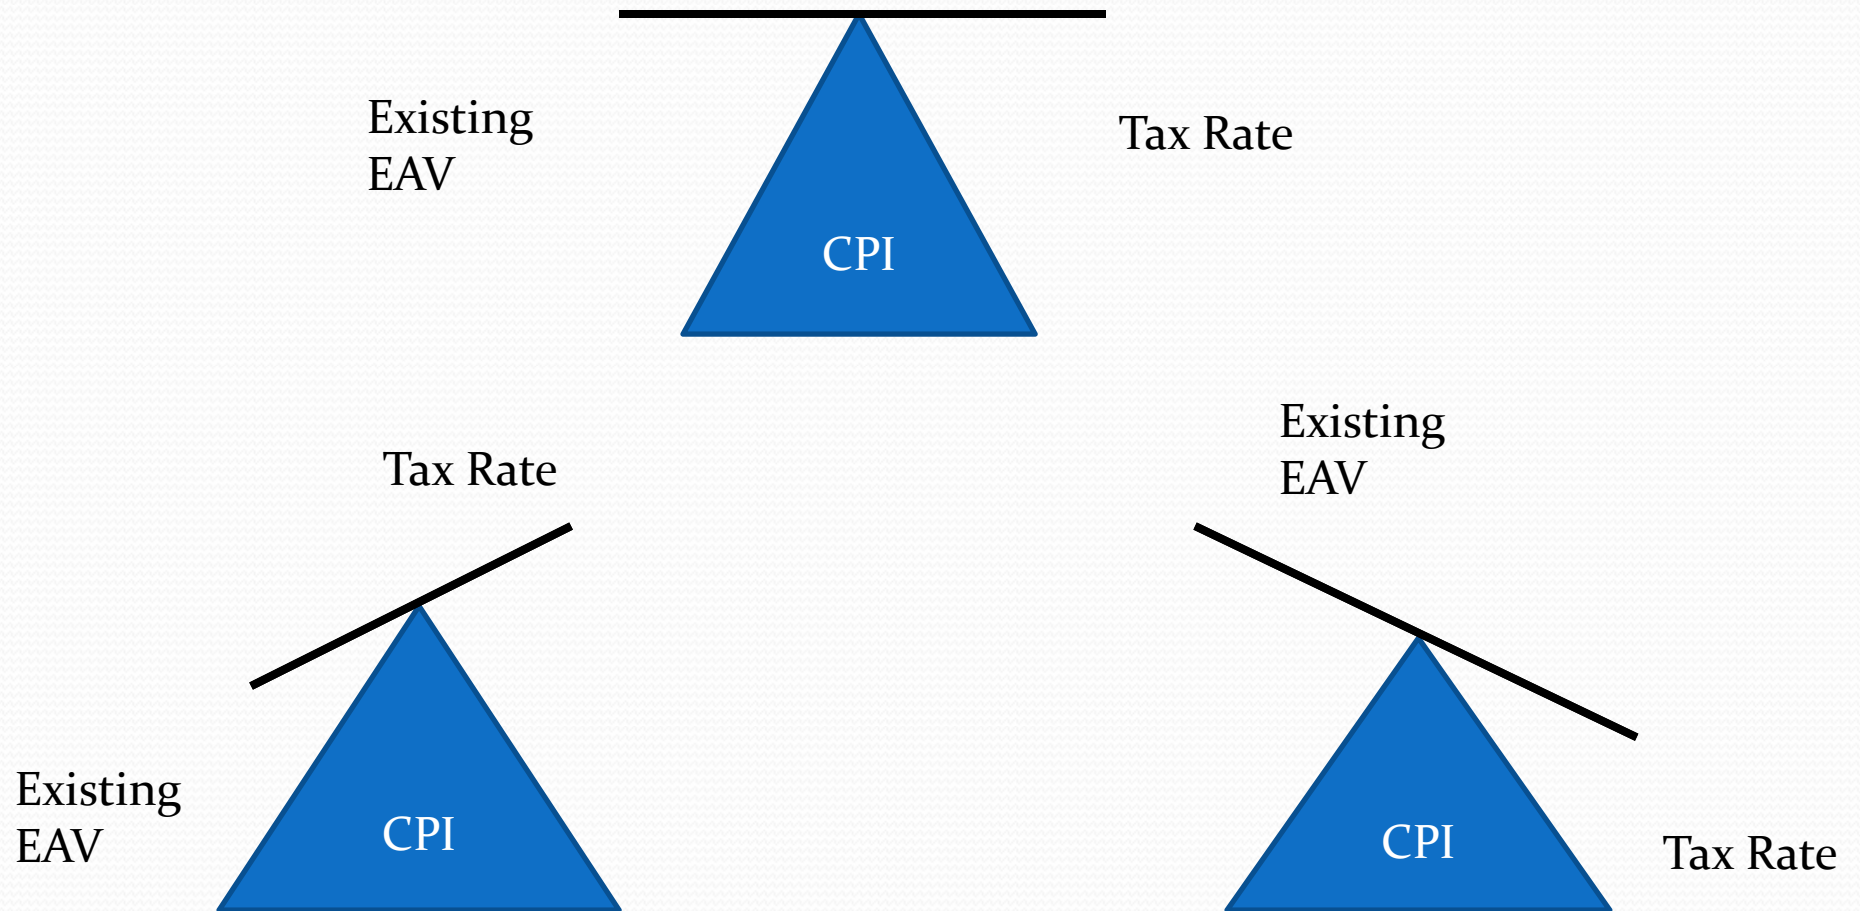 Existing
EAV
Tax Rate
CPI
Tax Rate
Existing
EAV
Existing
EAV
CPI
CPI
Tax Rate